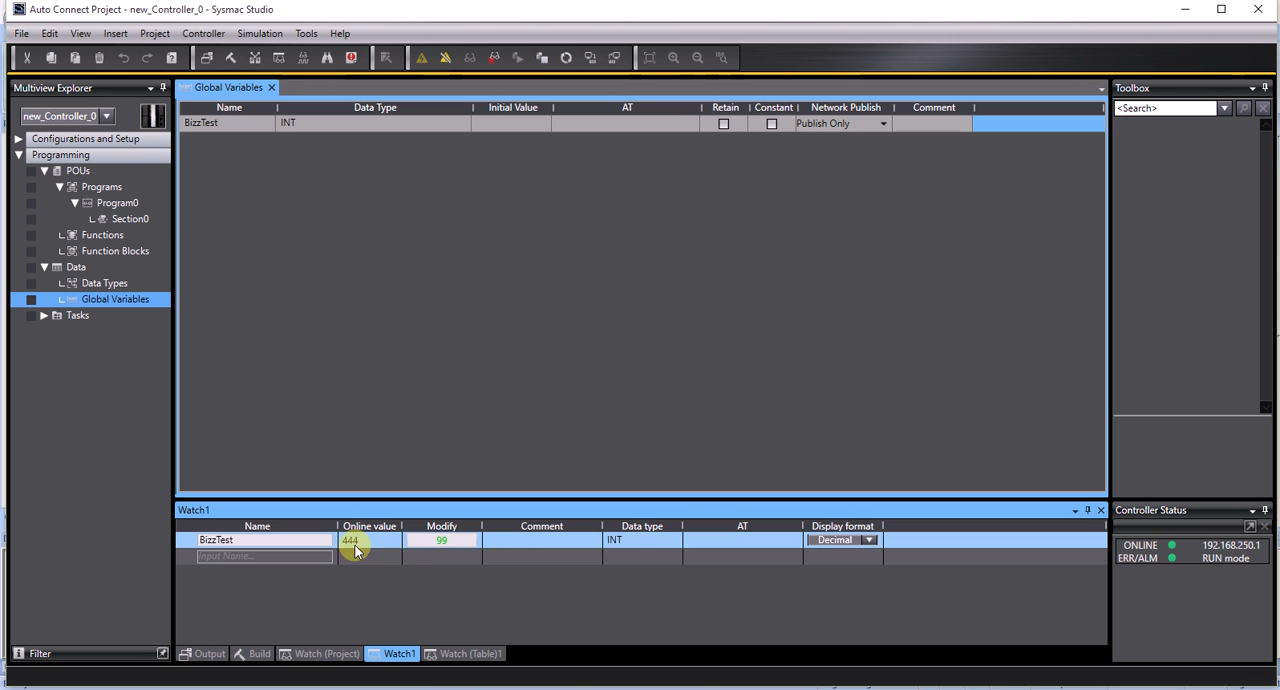 Auto Connect Project - new_Controller_0 - Sysmac Studio
File Edit View Insert Project Controller Simulation Tools Help
Multiview Explorer
new_Controller_0
Configurations and Setup
Programming
POUs
Programs
Program0
Section0
Functions
Function Blocks
Data
Data Types
Global Variables
Tasks
Filter
Global Variables
Name Data Type Initial Value AT Retain Constant Network Publish Comment
BizzTest INT Publish Only
Watch1
Name Online value Modify Comment Data type AT Display format
BizzTest 444 99 INT Decimal
Input Name...
Output Build Watch (Project) Watch1 Watch (Table)1
Toolbox
<Search>
Controller Status
ONLINE 192.168.250.1
ERR/ALM RUN mode